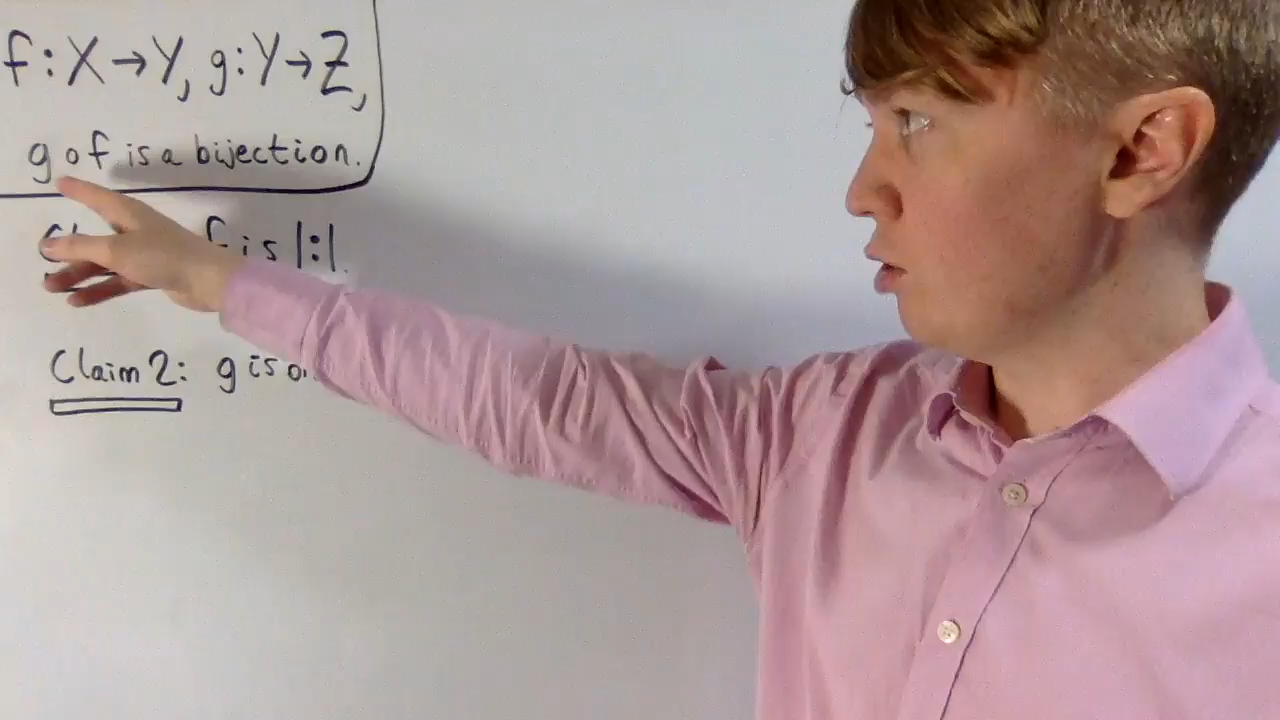 f : X → Y, g : Y → Z,
g o f is a bijection.
f is 1:1.
Claim 2: g is